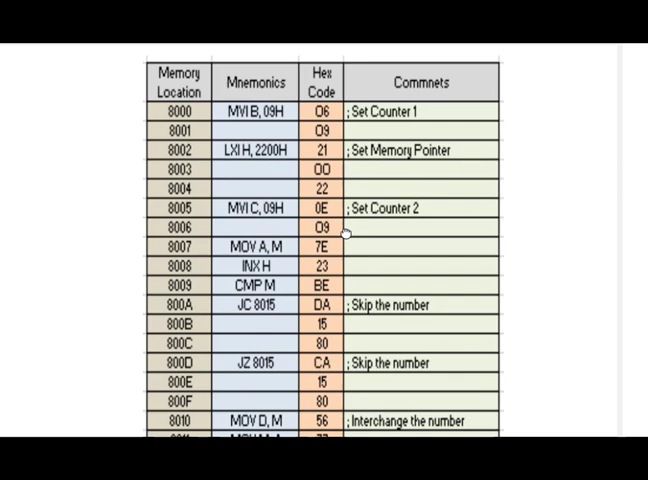 Memory Location Mnemonics Hex Code Commnets
8000 MVI B, 09H 06 ; Set Counter 1
8001 09
8002 LXI H, 2200H 21 ; Set Memory Pointer
8003 00
8004 22
8005 MVI C, 09H 0E ; Set Counter 2
8006 09
8007 MOV A, M 7E
8008 INX H 23
8009 CMP M BE
800A JC 8015 DA ; Skip the number
800B 15
800C 80
800D JZ 8015 CA ; Skip the number
800E 15
800F 80
8010 MOV D, M 56 ; Interchange the number